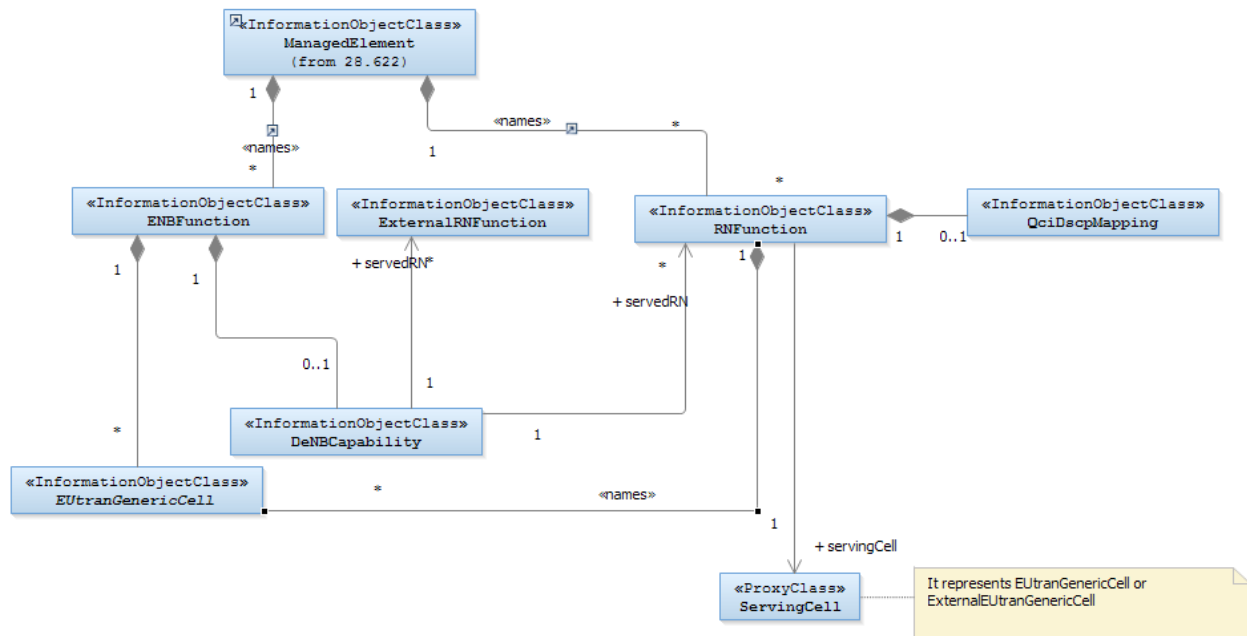 «InformationObjectClass»
ManagedElement
(from 28.622)
1
«names»
*
1
«names»
*
*
«InformationObjectClass»
ENBFunction
«InformationObjectClass»
ExternalRNFunction
«InformationObjectClass»
RNFunction
«InformationObjectClass»
QciDscpMapping
1
0..1
1
1
+ servedRN*
*
+ servedRN
1
0..1
1
1
*
«InformationObjectClass»
DeNBCapability
«InformationObjectClass»
EUtranGenericCell
*
«names»
1
+ servingCell
«ProxyClass»
ServingCell
It represents EUtranGenericCell or
ExternalEUtranGenericCell